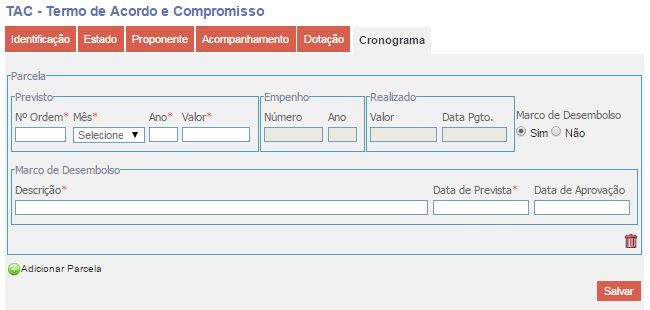 TAC - Termo de Acordo e Compromisso
Identificação Estado Proponente Acompanhamento Dotação Cronograma
Parcela
Previsto Empenho Realizado
Nº Ordem* Mês* Ano* Valor* Número Ano Valor Data Pgto. Marco de Desembolso
Selecione Sim Não
Marco de Desembolso
Descrição* Data de Prevista* Data de Aprovação
Adicionar Parcela
Salvar